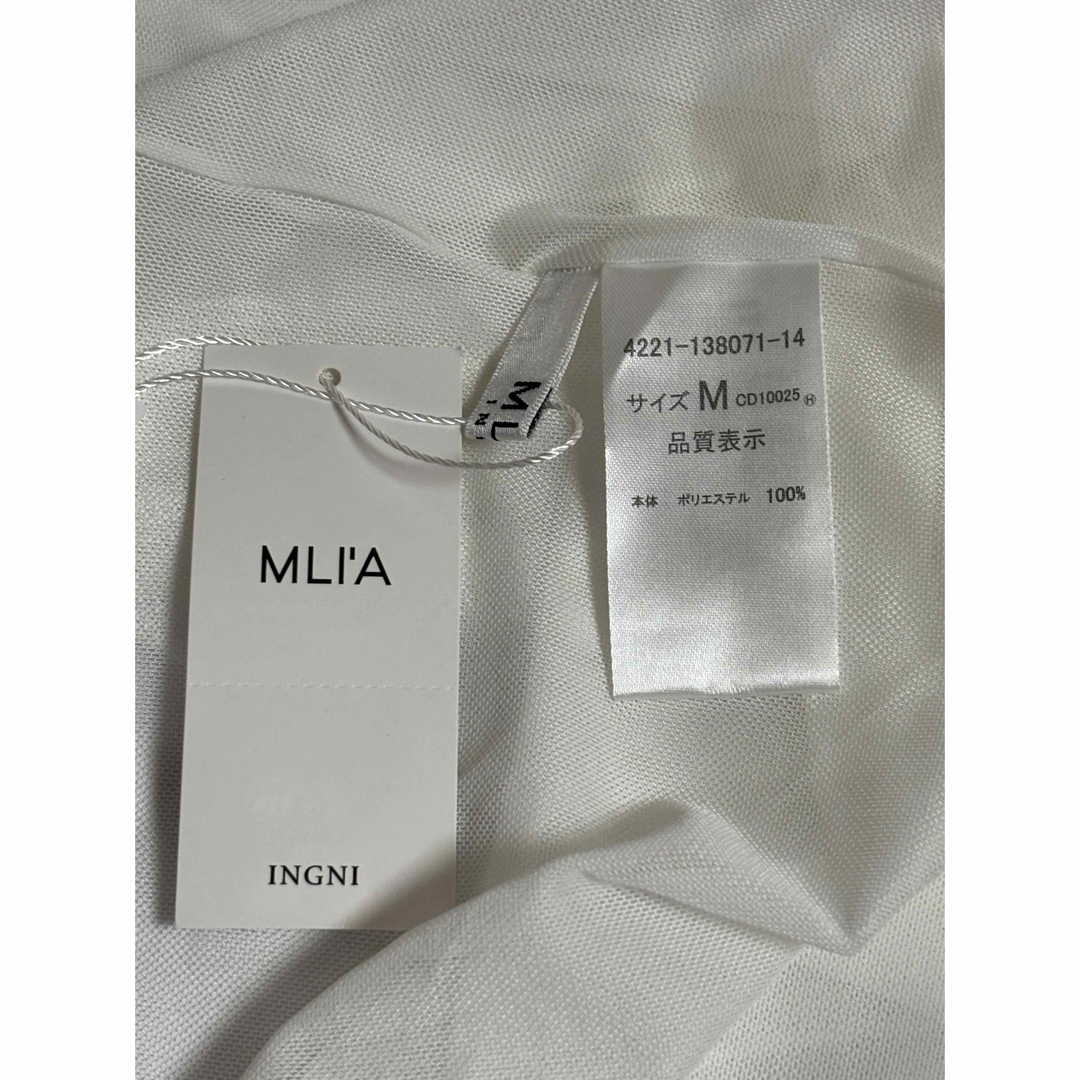 MLI'A
INGNI
ML
4221-138071-14
サイズ M CD10025 Ⓗ
品質表示
本体 ポリエステル 100%